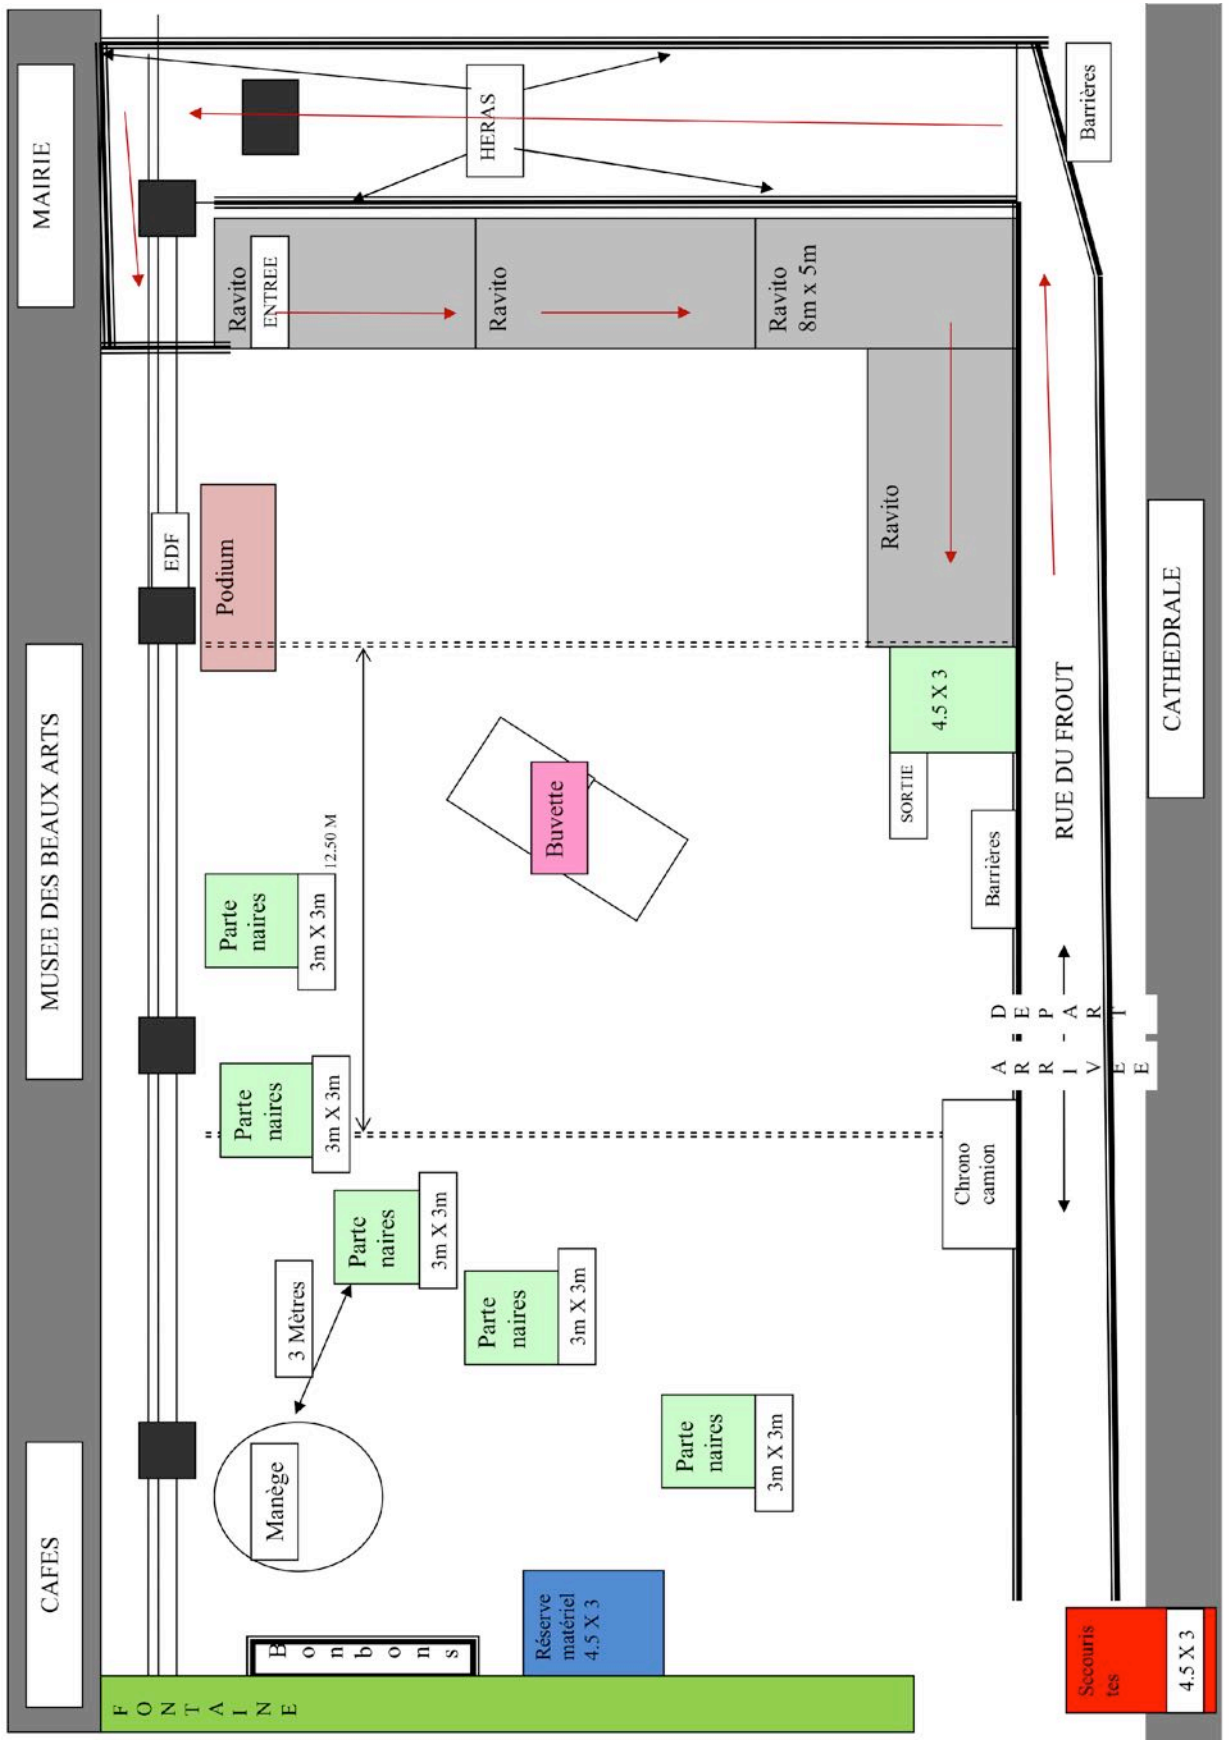 CAFES
MUSEE DES BEAUX ARTS
MAIRIE
EDF
FONTAINE
Bonbons
Manège
3 Mètres
Parte
naires
3m X 3m
Parte
naires
3m X 3m
Parte
naires
3m X 3m
Parte
naires
3m X 3m
Parte
naires
3m X 3m
12.50 M
Podium
Ravito
ENTREE
Ravito
Ravito
8m x 5m
Ravito
HERAS
Réserve
matériel
4.5 X 3
Buvette
4.5 X 3
SORTIE
Barrières
Chrono
camion
ARRIVEE
-
DEPART
RUE DU FROUT
Barrières
Secouris
tes
4.5 X 3
CATHEDRALE